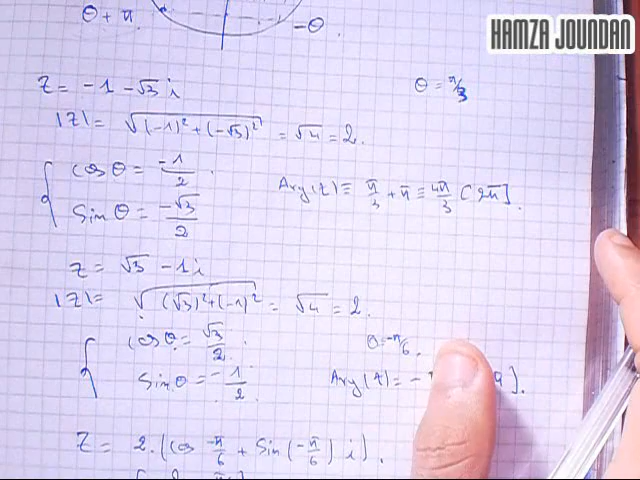 HAMZA JOUNDAN
θ + π. -θ.
Z = -1 - √3 i θ = π/3
|Z| = √((-1)² + (-√3)²) = √4 = 2.
cos θ = -1/2.
Arg(Z) ≡ π/3 + π ≡ 4π/3 [2π].
Sin θ = -√3/2
Z = √3 - 1i
|Z| = √((√3)² + (-1)²) = √4 = 2.
cos θ = √3/2. θ = -π/6.
Sin θ = -1/2. Arg(Z) = - ].
Z = 2.(cos -π/6 + Sin(-π/6) i).